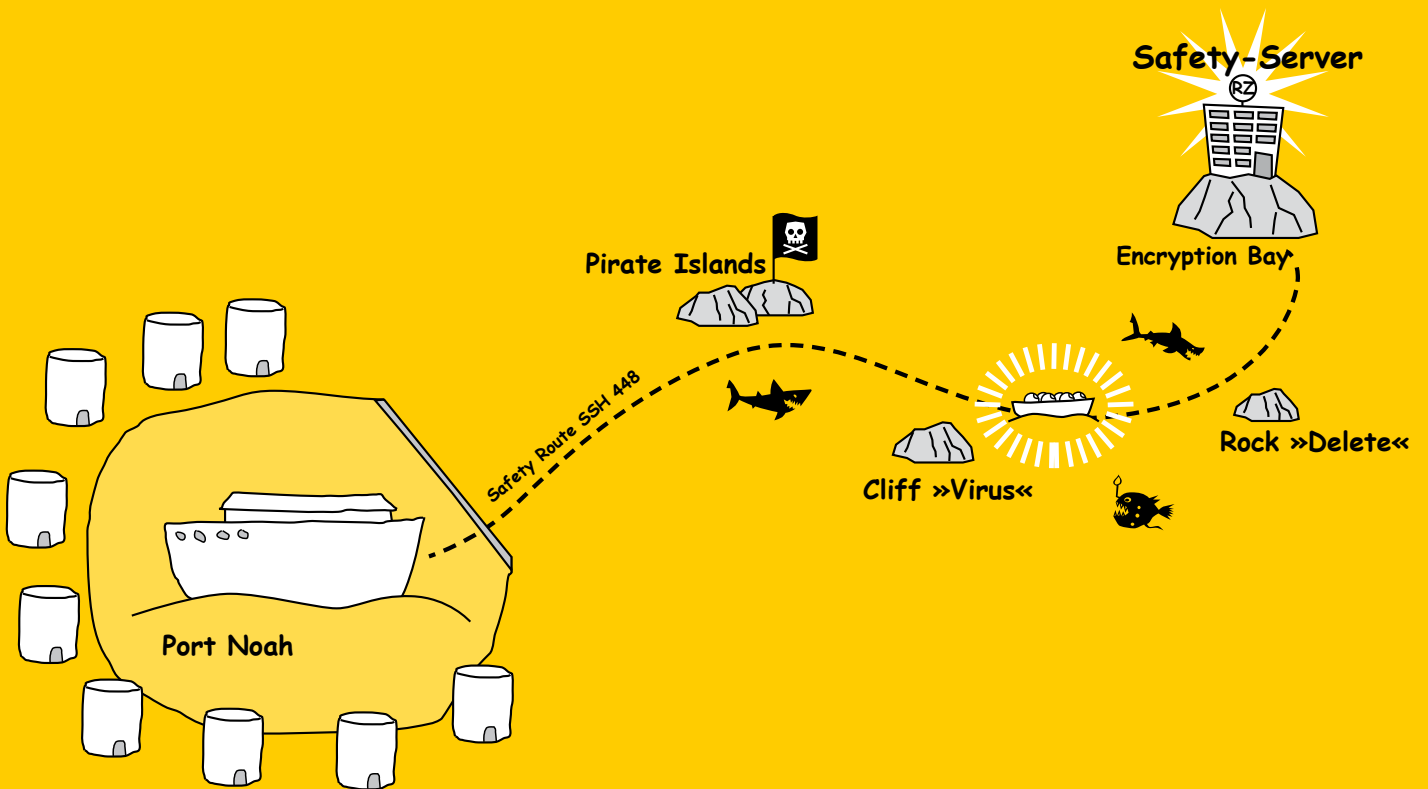 Safety-Server
RZ
Encryption Bay
Pirate Islands
Safety Route SSH 448
Rock »Delete«
Cliff »Virus«
Port Noah